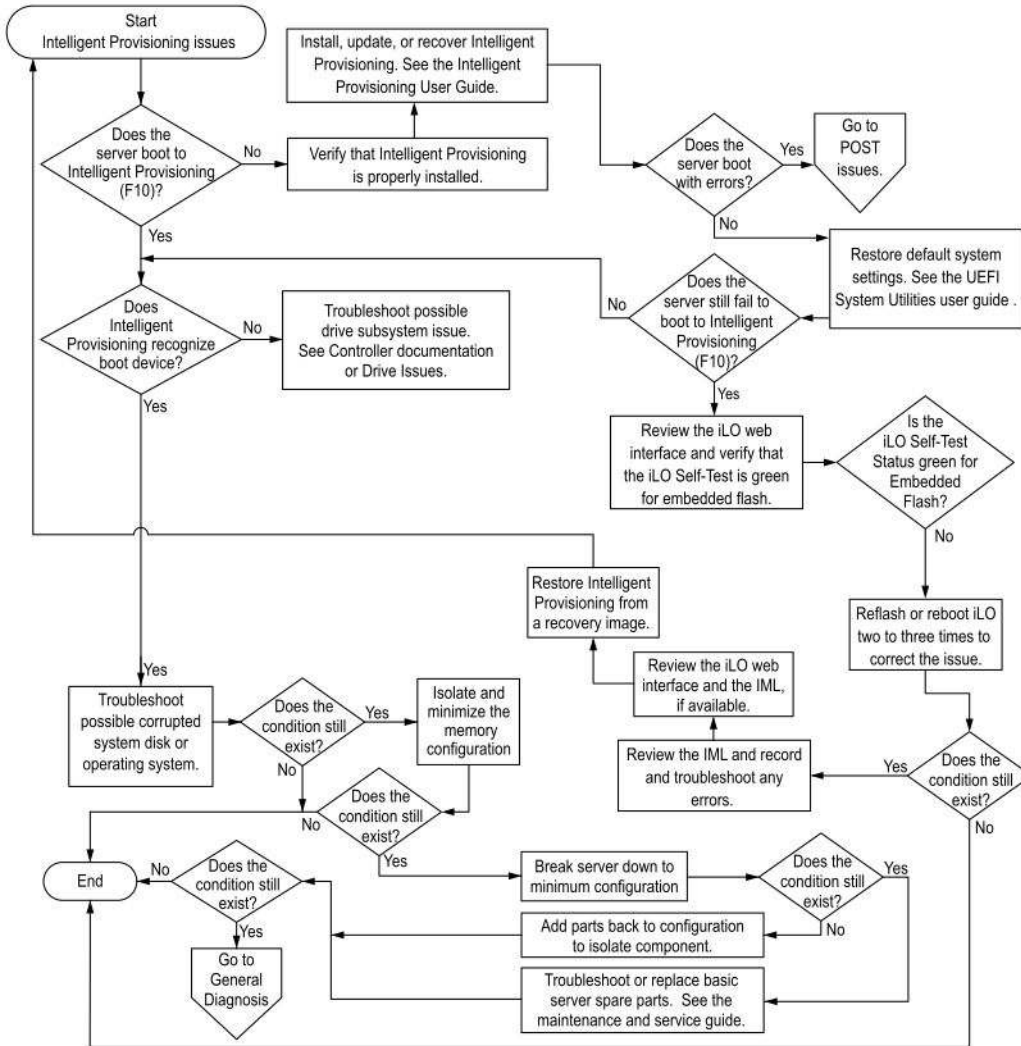 Start
Intelligent Provisioning issues
Install, update, or recover Intelligent
Provisioning. See the Intelligent
Provisioning User Guide.
Does the
server boot to
Intelligent Provisioning
(F10)?
No
Verify that Intelligent Provisioning
is properly installed.
Does the
server boot
with errors?
Yes
Go to
POST
issues.
No
Yes
Restore default system
settings. See the UEFI
System Utilities user guide .
Does the
server still fail to
boot to Intelligent
Provisioning
(F10)?
No
Yes
Does
Intelligent
Provisioning recognize
boot device?
No
Troubleshoot possible
drive subsystem issue.
See Controller documentation
or Drive Issues.
Yes
Review the iLO web
interface and verify that
the iLO Self-Test is green
for embedded flash.
Is the
iLO Self-Test
Status green for
Embedded
Flash?
No
Reflash or reboot iLO
two to three times to
correct the issue.
Restore Intelligent
Provisioning from
a recovery image.
Review the iLO web
interface and the IML,
if available.
Review the IML and record
and troubleshoot any
errors.
Yes
Does the
condition still
exist?
No
Yes
Troubleshoot
possible corrupted
system disk or
operating system.
Does the
condition still
exist?
Yes
No
Isolate and
minimize the
memory
configuration
Does the
condition still
exist?
No
Yes
Break server down to
minimum configuration
Does the
condition still
exist?
Yes
No
Add parts back to configuration
to isolate component.
Troubleshoot or replace basic
server spare parts. See the
maintenance and service guide.
Does the
condition still
exist?
No
Yes
End
Go to
General
Diagnosis